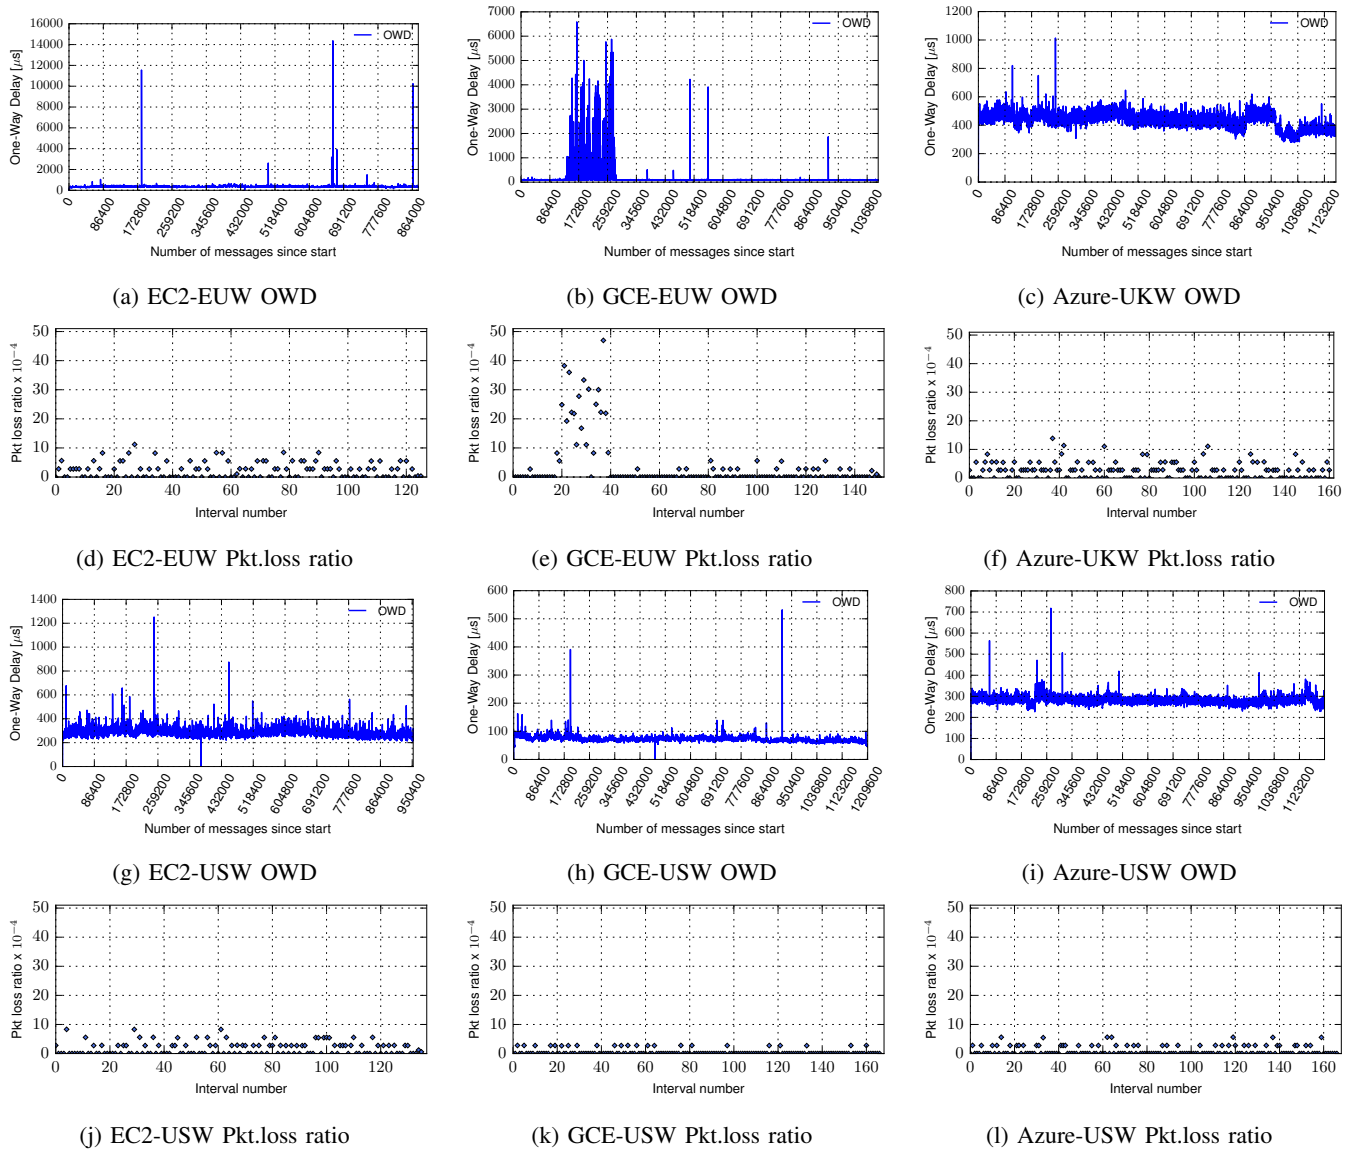 One-Way Delay [μs]
16000
14000
12000
10000
8000
6000
4000
2000
0
OWD
0 86400 172800 259200 345600 432000 518400 604800 691200 777600 864000
Number of messages since start
(a) EC2-EUW OWD
One-Way Delay [μs]
7000
6000
5000
4000
3000
2000
1000
0
OWD
0 86400 172800 259200 345600 432000 518400 604800 691200 777600 864000 950400 1036800
Number of messages since start
(b) GCE-EUW OWD
One-Way Delay [μs]
1200
1000
800
600
400
200
0
OWD
0 86400 172800 259200 345600 432000 518400 604800 691200 777600 864000 950400 1036800 1123200
Number of messages since start
(c) Azure-UKW OWD
Pkt loss ratio x 10⁻⁴
50
40
30
20
10
0
0 20 40 60 80 100 120
Interval number
(d) EC2-EUW Pkt.loss ratio
Pkt loss ratio x 10⁻⁴
50
40
30
20
10
0
0 20 40 60 80 100 120 140
Interval number
(e) GCE-EUW Pkt.loss ratio
Pkt loss ratio x 10⁻⁴
50
40
30
20
10
0
0 20 40 60 80 100 120 140 160
Interval number
(f) Azure-UKW Pkt.loss ratio
One-Way Delay [μs]
1400
1200
1000
800
600
400
200
0
OWD
0 86400 172800 259200 345600 432000 518400 604800 691200 777600 864000 950400
Number of messages since start
(g) EC2-USW OWD
One-Way Delay [μs]
600
500
400
300
200
100
0
OWD
0 86400 172800 259200 345600 432000 518400 604800 691200 777600 864000 950400 1036800 1123200 1209600
Number of messages since start
(h) GCE-USW OWD
One-Way Delay [μs]
800
700
600
500
400
300
200
100
0
OWD
0 86400 172800 259200 345600 432000 518400 604800 691200 777600 864000 950400 1036800 1123200
Number of messages since start
(i) Azure-USW OWD
Pkt loss ratio x 10⁻⁴
50
40
30
20
10
0
0 20 40 60 80 100 120
Interval number
(j) EC2-USW Pkt.loss ratio
Pkt loss ratio x 10⁻⁴
50
40
30
20
10
0
0 20 40 60 80 100 120 140 160
Interval number
(k) GCE-USW Pkt.loss ratio
Pkt loss ratio x 10⁻⁴
50
40
30
20
10
0
0 20 40 60 80 100 120 140 160
Interval number
(l) Azure-USW Pkt.loss ratio